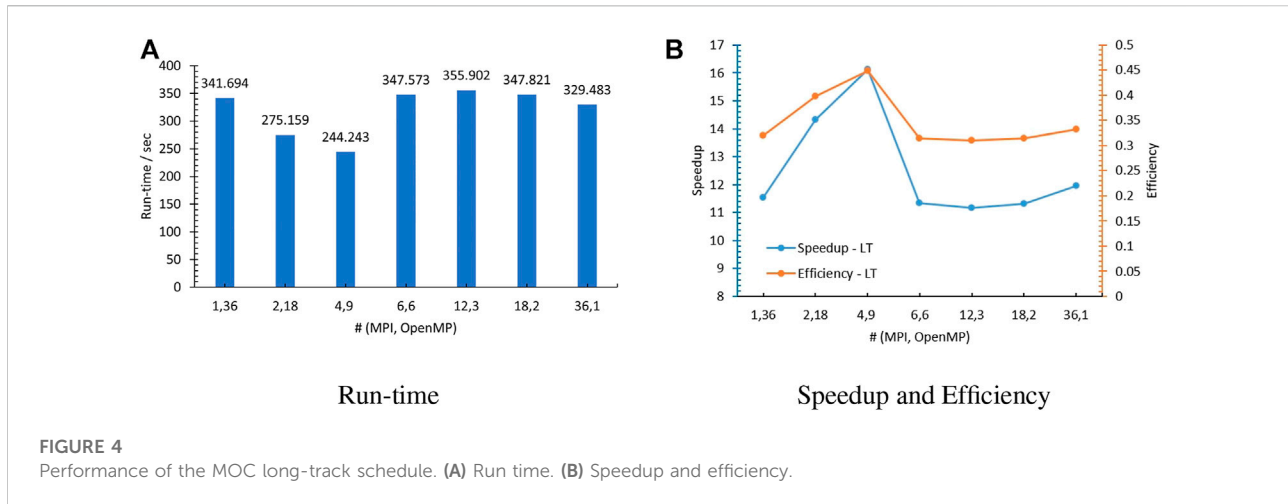 A
400
350
300
250
200
150
100
50
0
Run-time / sec
341.694
275.159
244.243
347.573
355.902
347.821
329.483
1,36 2,18 4,9 6,6 12,3 18,2 36,1
# (MPI, OpenMP)
Run-time
B
17
16
15
14
13
12
11
10
9
8
Speedup
Speedup - LT
Efficiency - LT
0.5
0.45
0.4
0.35
0.3
0.25
0.2
0.15
0.1
0.05
0
Efficiency
1,36 2,18 4,9 6,6 12,3 18,2 36,1
# (MPI, OpenMP)
Speedup and Efficiency
FIGURE 4
Performance of the MOC long-track schedule. (A) Run time. (B) Speedup and efficiency.